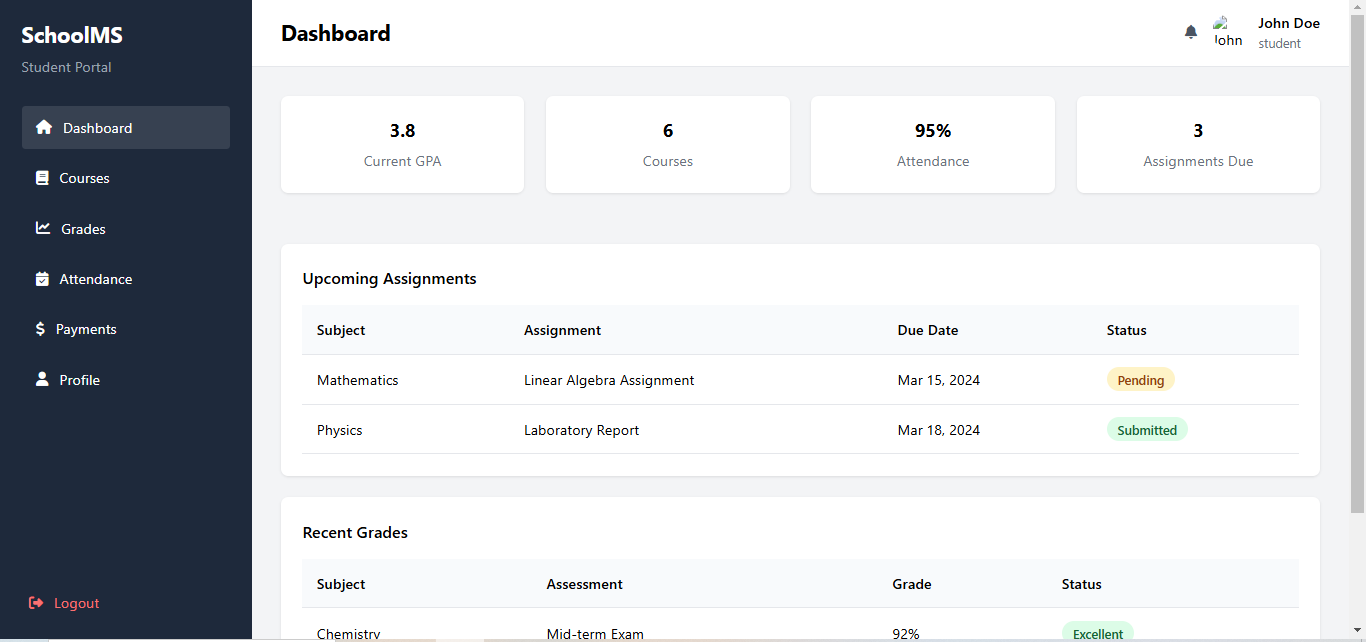 SchoolMS
Student Portal
Dashboard
Courses
Grades
Attendance
Payments
Profile
Logout
Dashboard
John
John Doe
student
3.8
Current GPA
6
Courses
95%
Attendance
3
Assignments Due
Upcoming Assignments
Subject Assignment Due Date Status
Mathematics Linear Algebra Assignment Mar 15, 2024 Pending
Physics Laboratory Report Mar 18, 2024 Submitted
Recent Grades
Subject Assessment Grade Status
Chemistry Mid-term Exam 92% Excellent